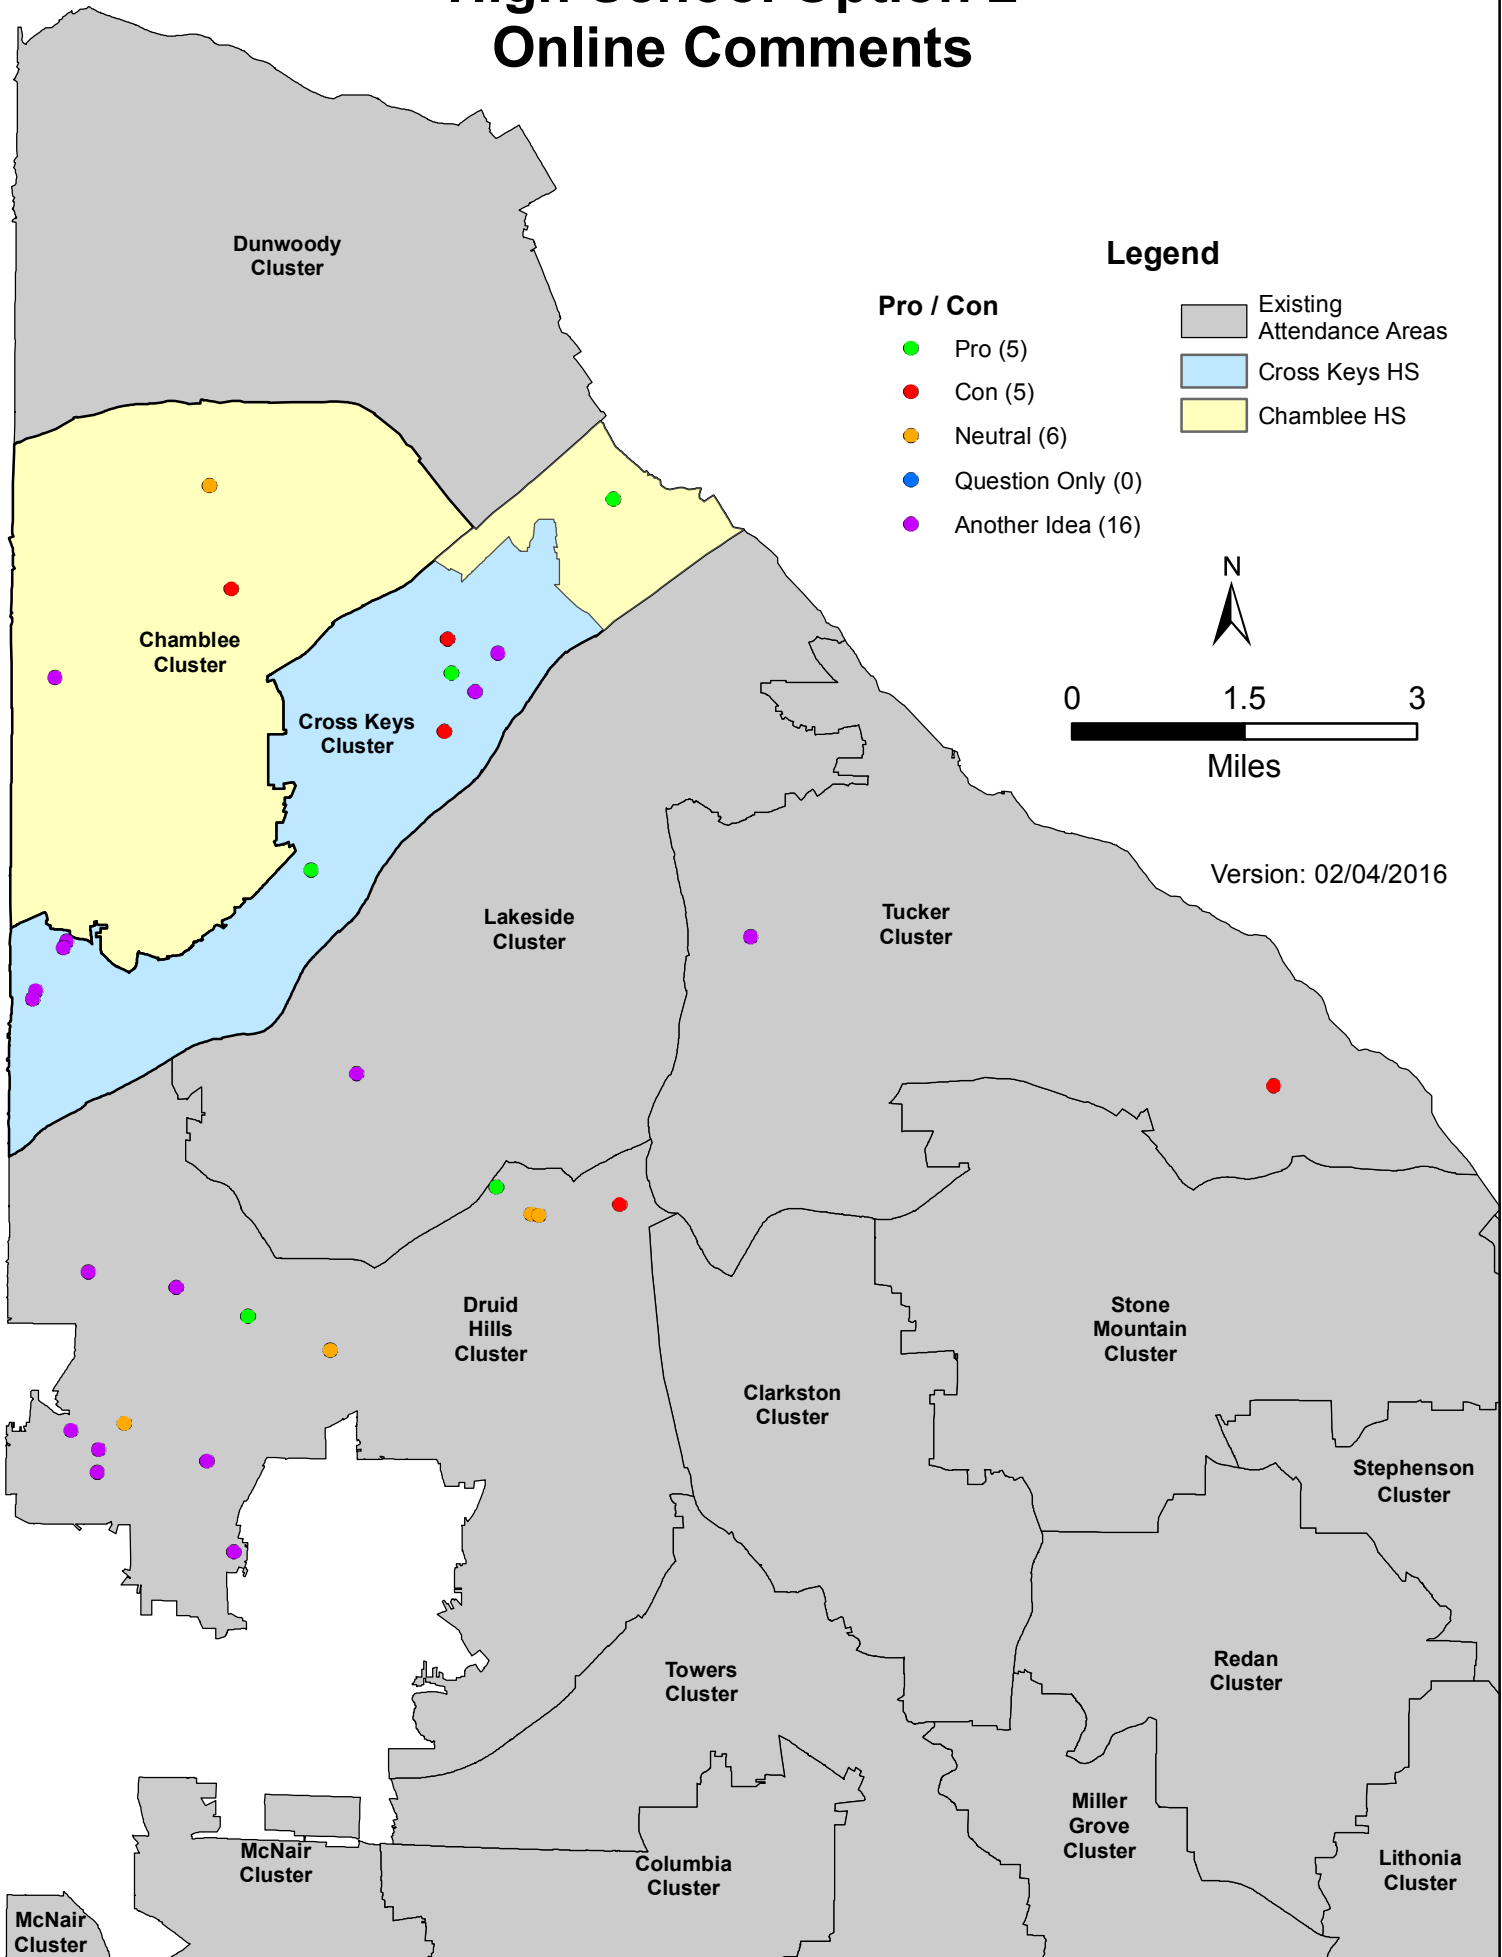 Online Comments
Dunwoody
Cluster
Legend
Pro / Con
Pro (5)
Con (5)
Neutral (6)
Question Only (0)
Another Idea (16)
Existing
Attendance Areas
Cross Keys HS
Chamblee HS
N
0 1.5 3
Miles
Version: 02/04/2016
Chamblee
Cluster
Cross Keys
Cluster
Lakeside
Cluster
Tucker
Cluster
Druid
Hills
Cluster
Stone
Mountain
Cluster
Clarkston
Cluster
Stephenson
Cluster
Towers
Cluster
Redan
Cluster
Miller
Grove
Cluster
McNair
Cluster
Columbia
Cluster
Lithonia
Cluster
McNair
Cluster